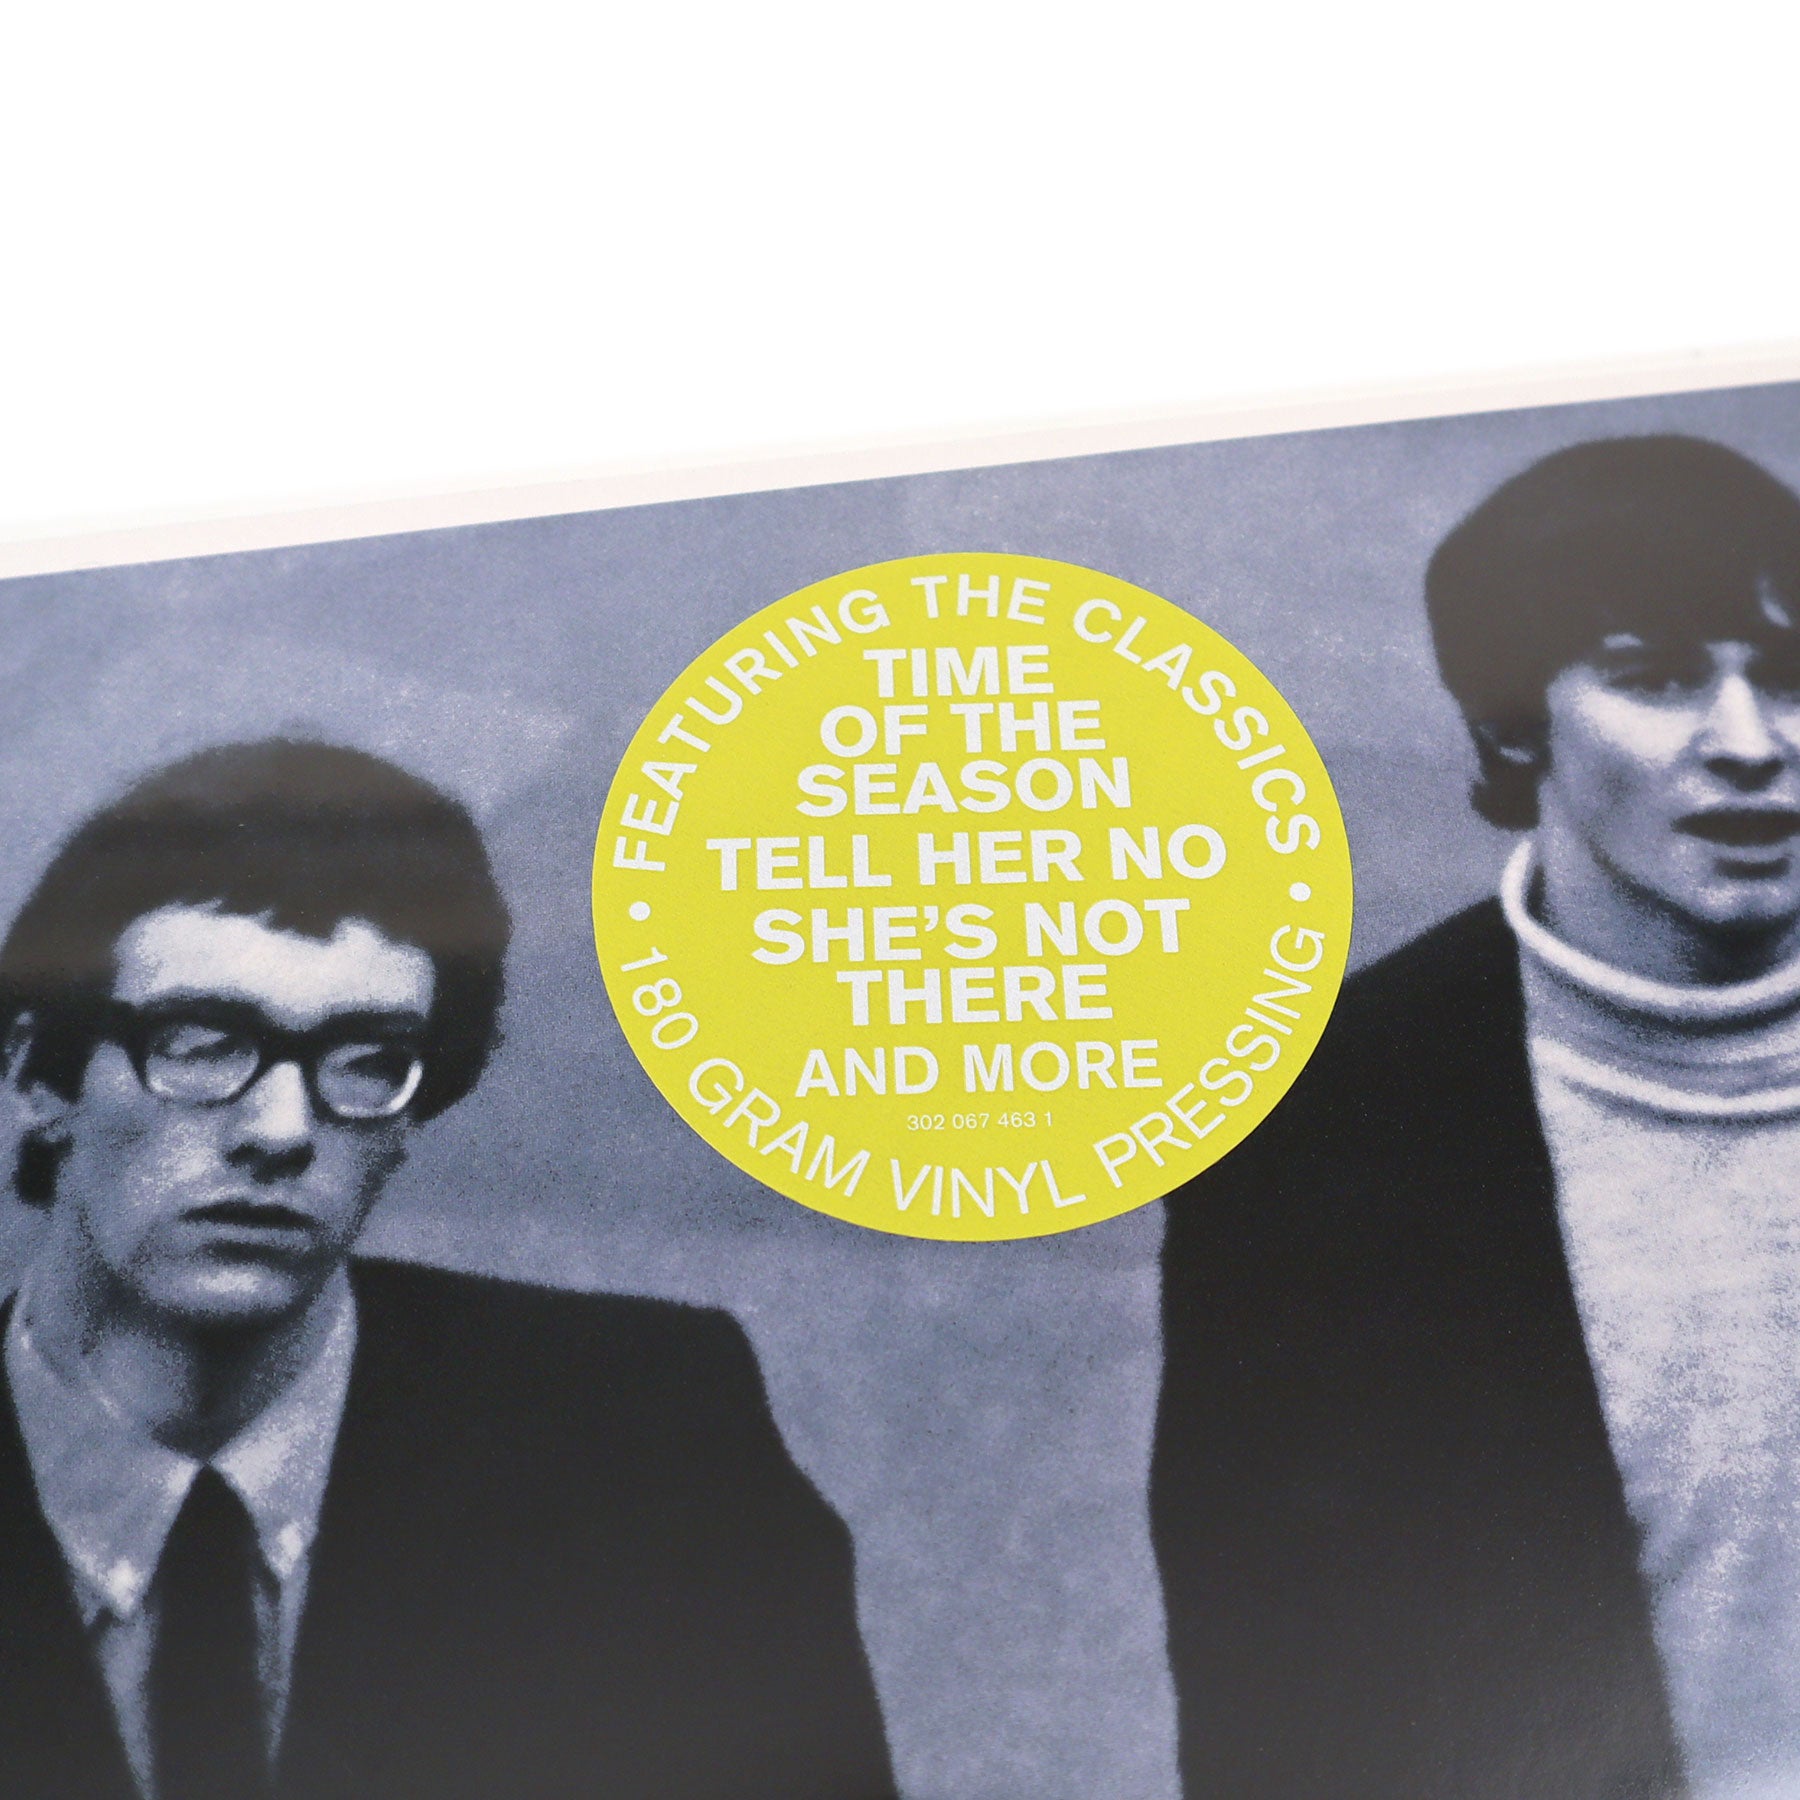 • FEATURING THE CLASSICS •
TIME
OF THE
SEASON
TELL HER NO
SHE'S NOT
THERE
AND MORE
302 067 463 1
180 GRAM VINYL PRESSING